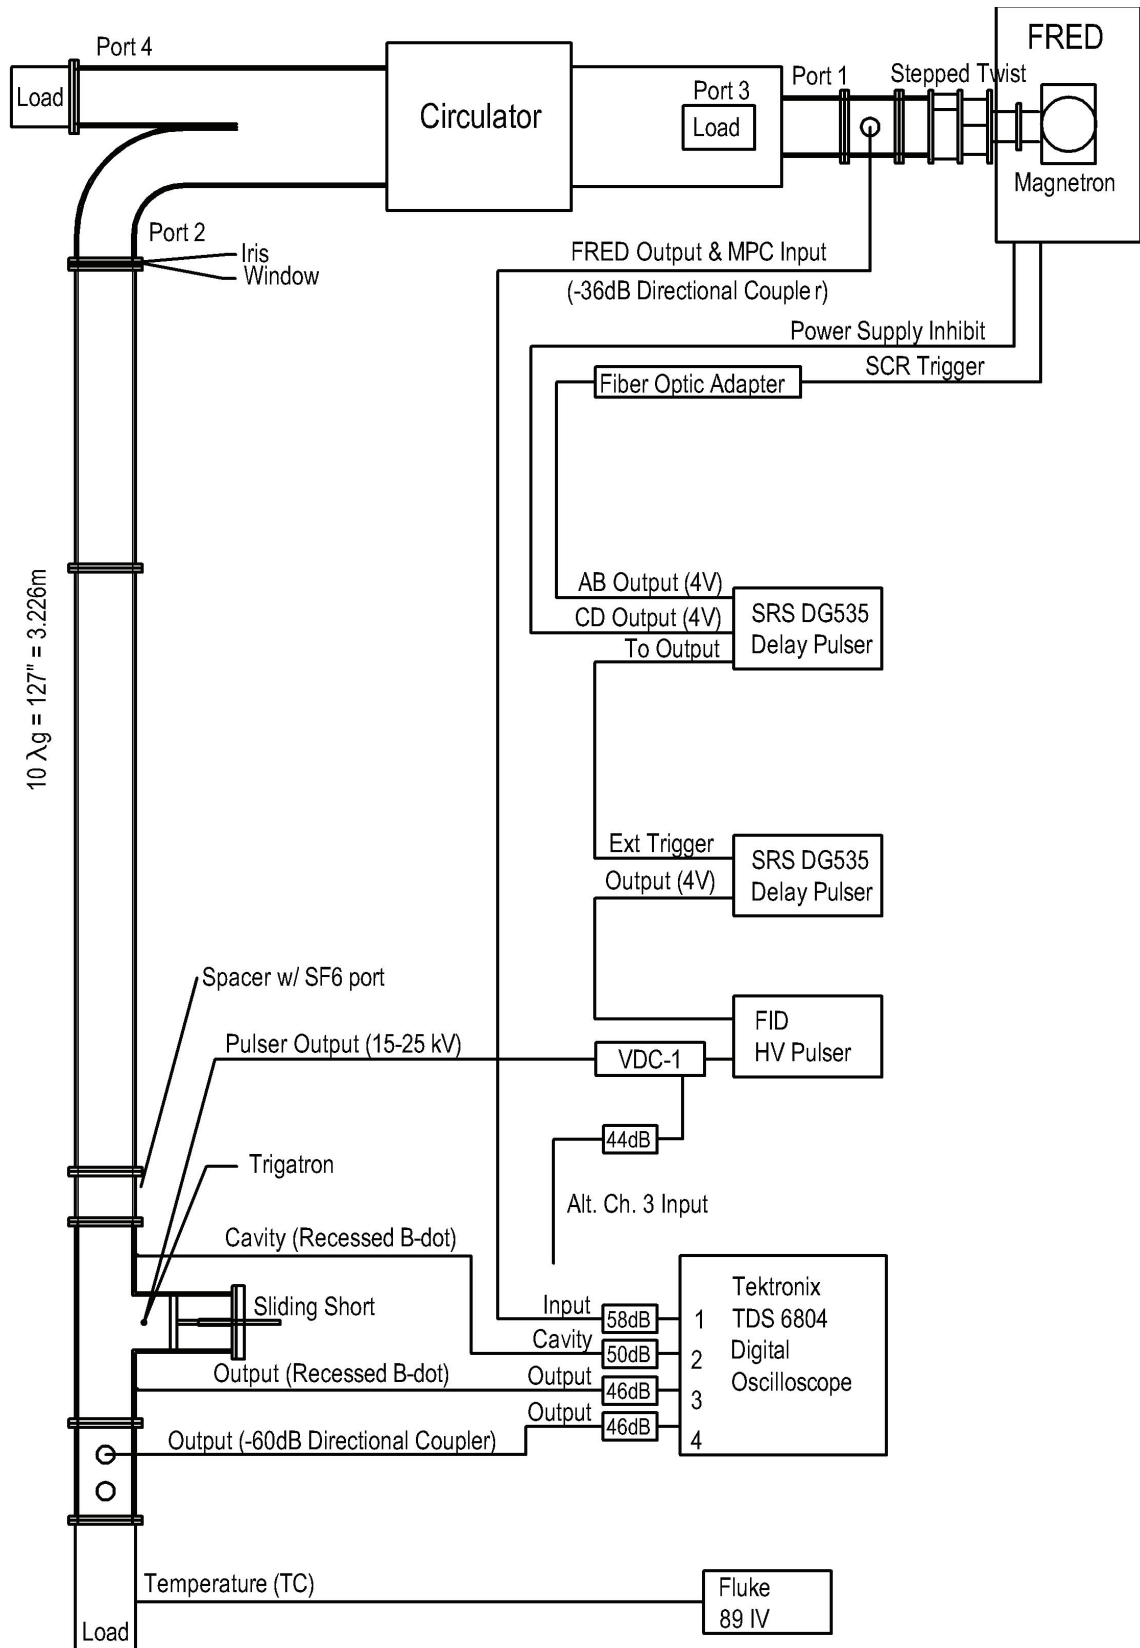 FRED
Port 4
Port 1
Stepped Twist
Load
Circulator
Port 3
Load
Magnetron
Port 2
Iris
Window
FRED Output & MPC Input
(-36dB Directional Coupler)
Power Supply Inhibit
SCR Trigger
Fiber Optic Adapter
10 λg = 127" = 3.226m
AB Output (4V)
CD Output (4V)
To Output
SRS DG535
Delay Pulser
Ext Trigger
Output (4V)
SRS DG535
Delay Pulser
Spacer w/ SF6 port
Pulser Output (15-25 kV)
VDC-1
FID
HV Pulser
44dB
Trigatron
Alt. Ch. 3 Input
Cavity (Recessed B-dot)
Sliding Short
Input
58dB
1
Cavity
50dB
2
Output (Recessed B-dot)
Output
46dB
3
Output
46dB
4
Tektronix
TDS 6804
Digital
Oscilloscope
Output (-60dB Directional Coupler)
Temperature (TC)
Fluke
89 IV
Load